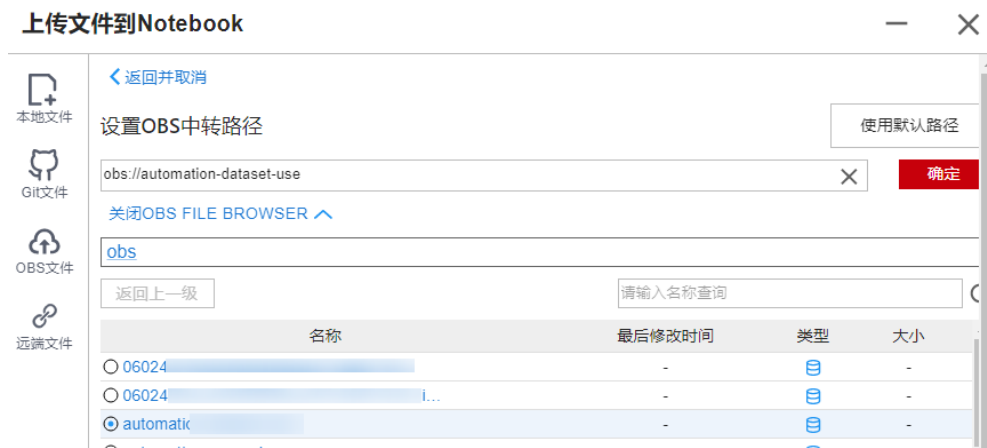 上传文件到Notebook
返回并取消
本地文件
设置OBS中转路径
使用默认路径
obs://automation-dataset-use
确定
Git文件
关闭OBS FILE BROWSER
obs
OBS文件
返回上一级
请输入名称查询
远端文件
名称 最后修改时间 类型 大小
06024 - -
06024 i... - -
automatic - -